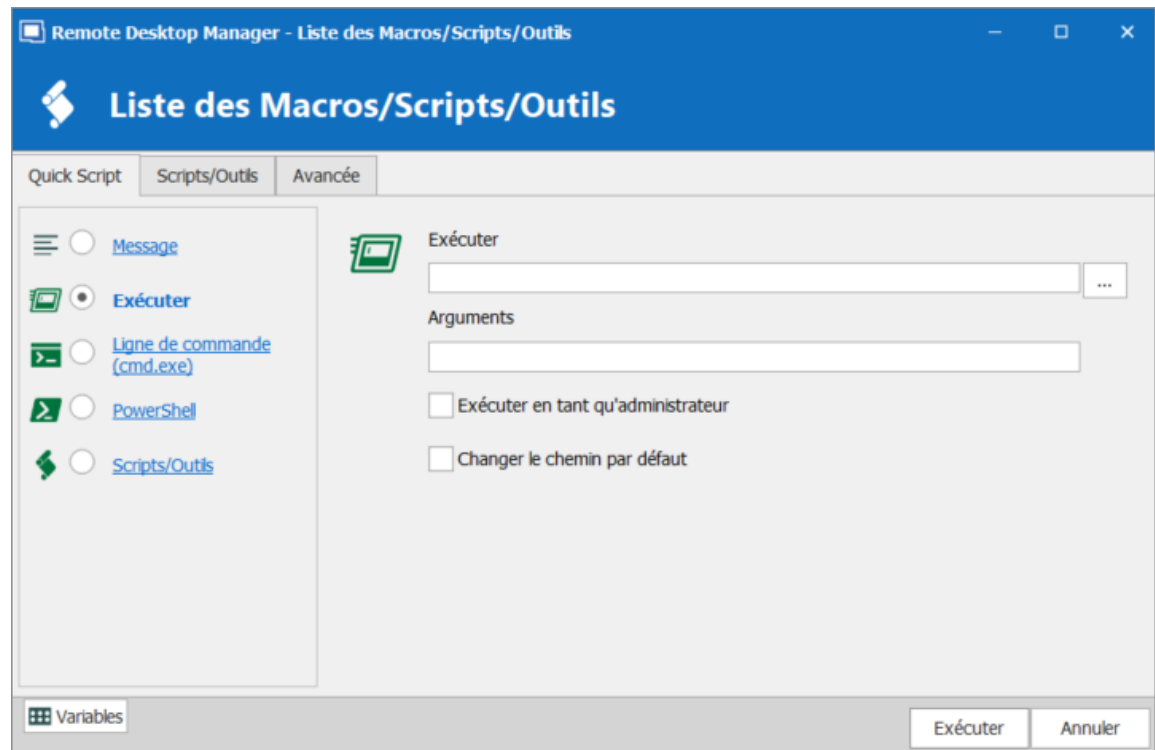 Remote Desktop Manager - Liste des Macros/Scripts/Outils
Liste des Macros/Scripts/Outils
Quick Script
Scripts/Outils
Avancée
Message
Exécuter
Ligne de commande
(cmd.exe)
PowerShell
Scripts/Outils
Exécuter
...
Arguments
Exécuter en tant qu'administrateur
Changer le chemin par défaut
Variables
Exécuter
Annuler